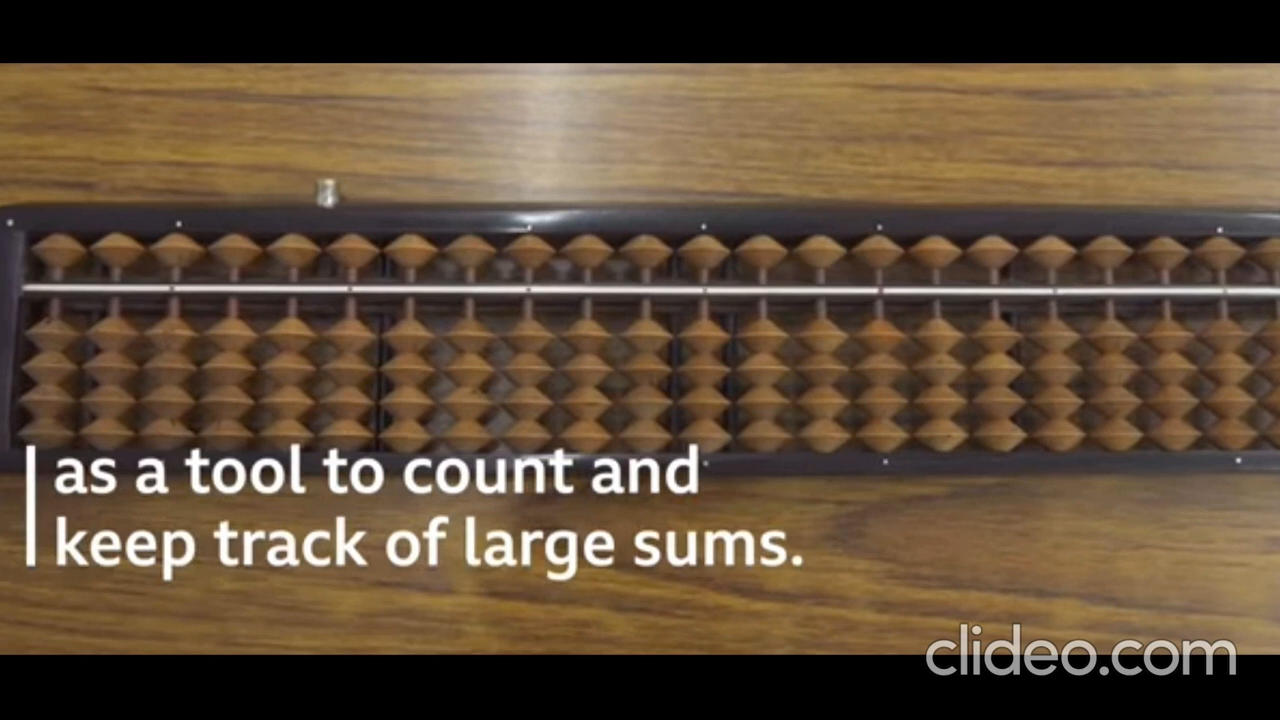 as a tool to count and
keep track of large sums.
clideo.com